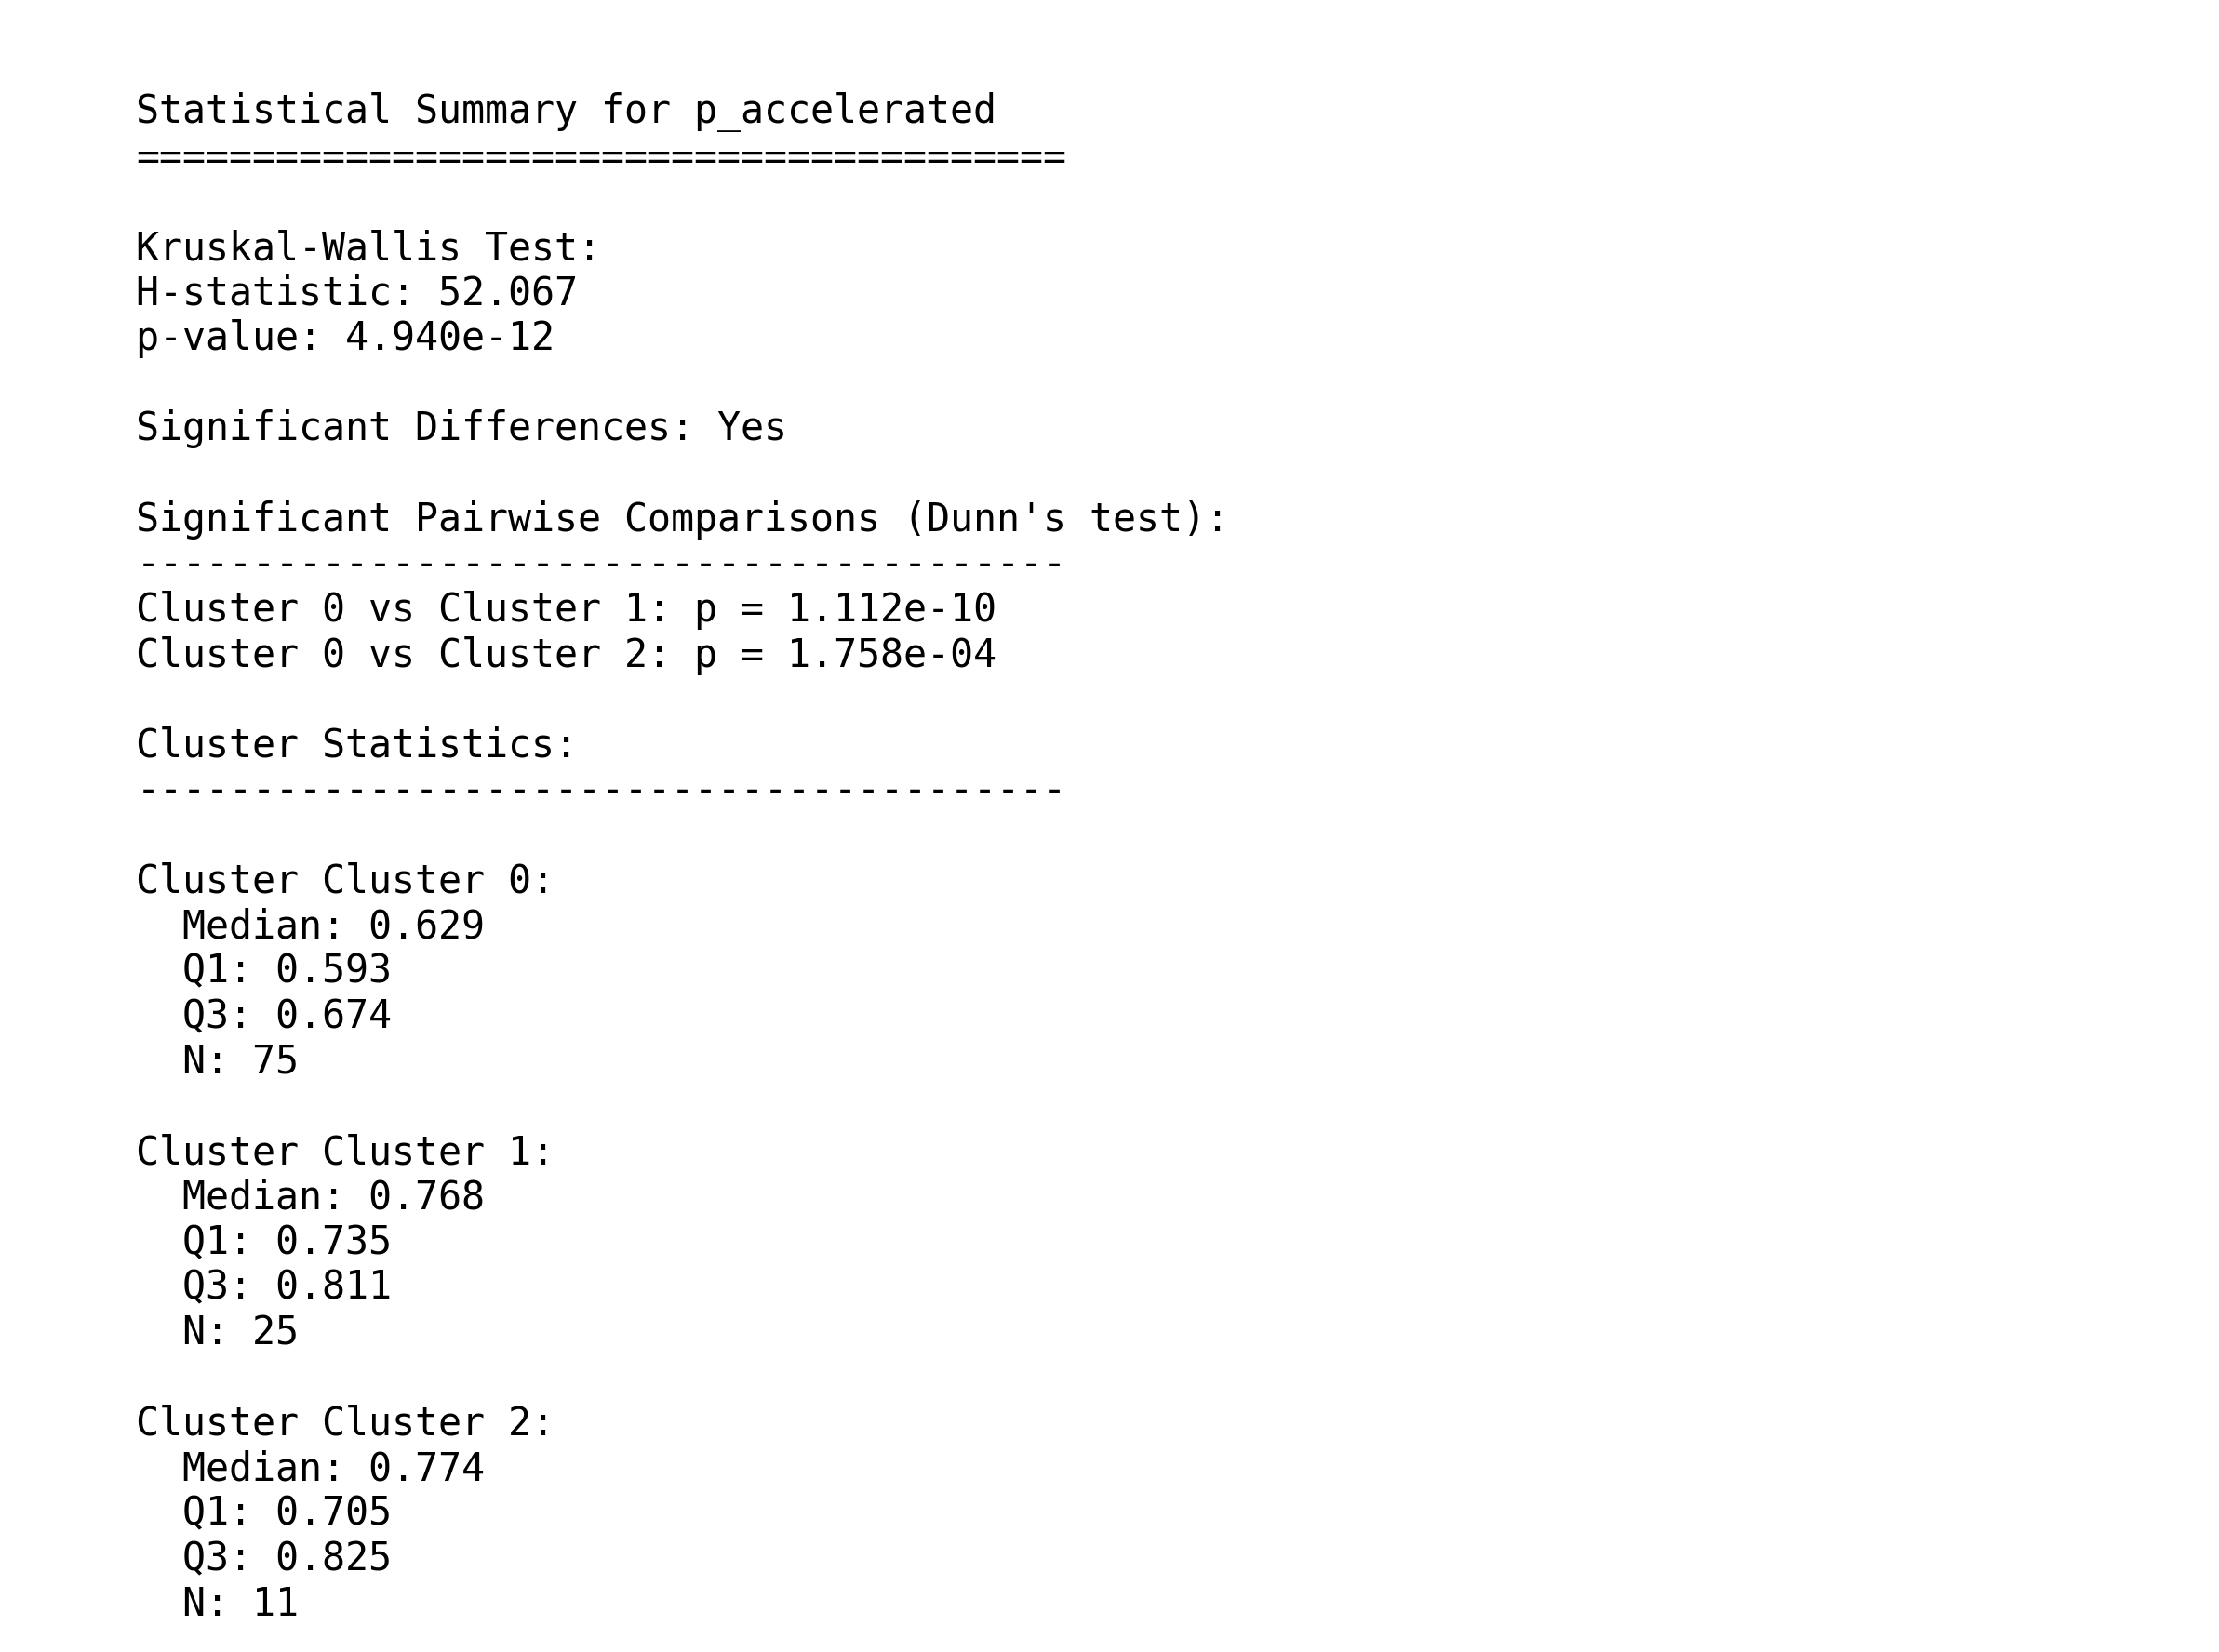 Statistical Summary for p_accelerated
========================================
Kruskal-Wallis Test:
H-statistic: 52.067
p-value: 4.940e-12
Significant Differences: Yes
Significant Pairwise Comparisons (Dunn's test):
----------------------------------------
Cluster 0 vs Cluster 1: p = 1.112e-10
Cluster 0 vs Cluster 2: p = 1.758e-04
Cluster Statistics:
----------------------------------------
Cluster Cluster 0:
Median: 0.629
Q1: 0.593
Q3: 0.674
N: 75
Cluster Cluster 1:
Median: 0.768
Q1: 0.735
Q3: 0.811
N: 25
Cluster Cluster 2:
Median: 0.774
Q1: 0.705
Q3: 0.825
N: 11